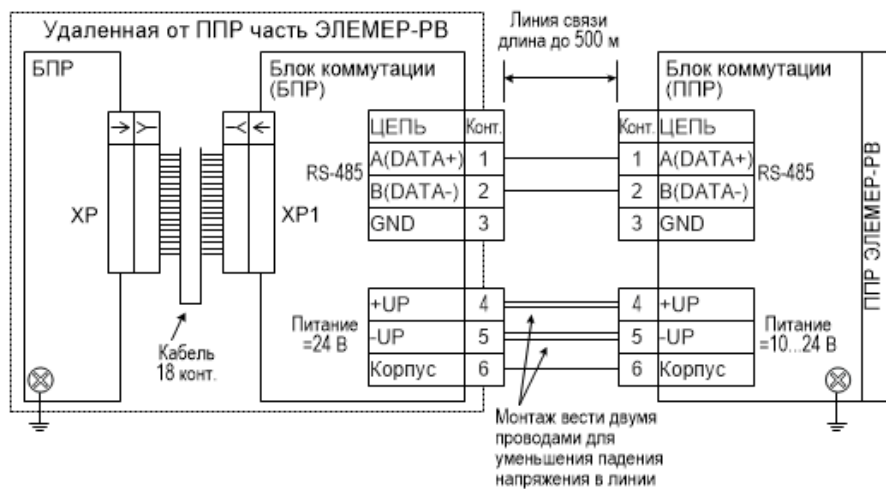 Удаленная от ППР часть ЭЛЕМЕР-РВ
Линия связи
длина до 500 м
БПР
Блок коммутации
(БПР)
Блок коммутации
(ППР)
ЦЕПЬ Конт.
A(DATA+) 1
B(DATA-) 2
GND 3
RS-485
Конт. ЦЕПЬ
1 A(DATA+)
2 B(DATA-)
3 GND
RS-485
ХР
ХР1
ППР ЭЛЕМЕР-РВ
+UP 4
-UP 5
Корпус 6
Питание
=24 В
4 +UP
5 -UP
6 Корпус
Питание
=10...24 В
Кабель
18 конт.
Монтаж вести двумя
проводами для
уменьшения падения
напряжения в линии